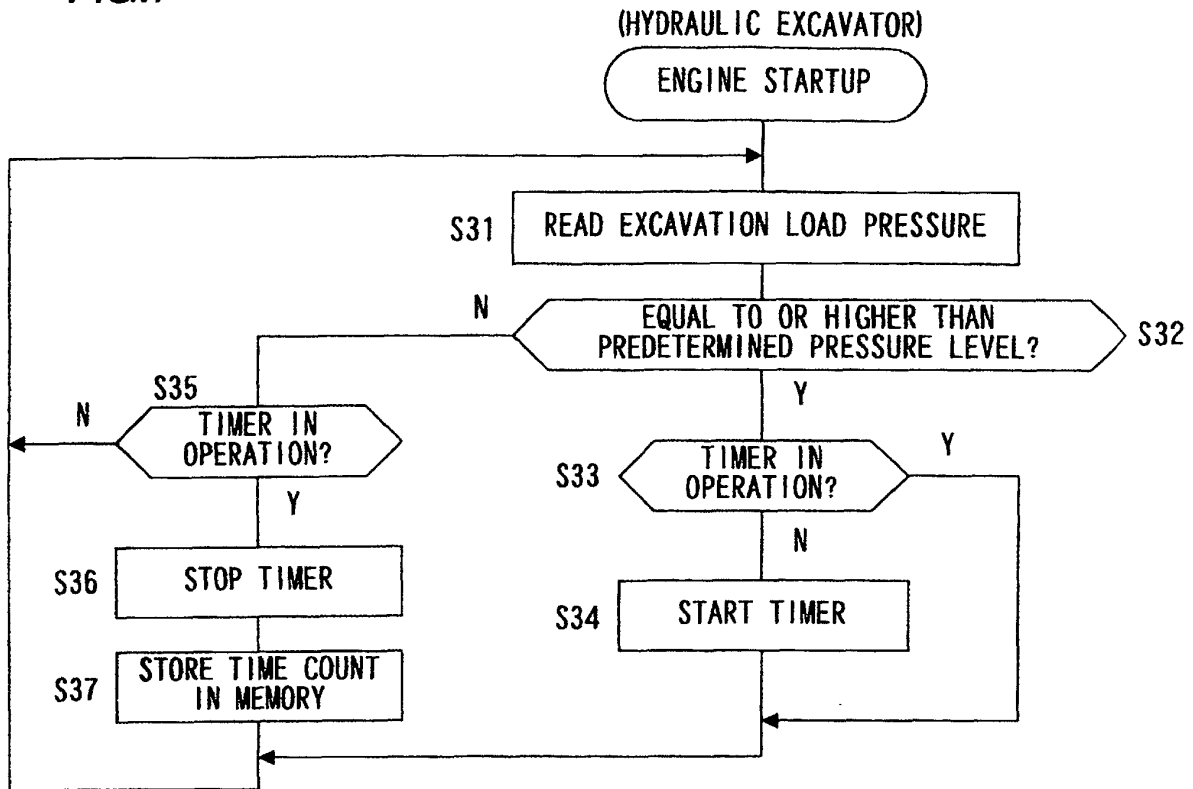 (HYDRAULIC EXCAVATOR)
ENGINE STARTUP
S31
READ EXCAVATION LOAD PRESSURE
N
EQUAL TO OR HIGHER THAN
PREDETERMINED PRESSURE LEVEL?
S32
S35
Y
N
TIMER IN
OPERATION?
S33
TIMER IN
OPERATION?
Y
Y
N
S36
STOP TIMER
S34
START TIMER
S37
STORE TIME COUNT
IN MEMORY